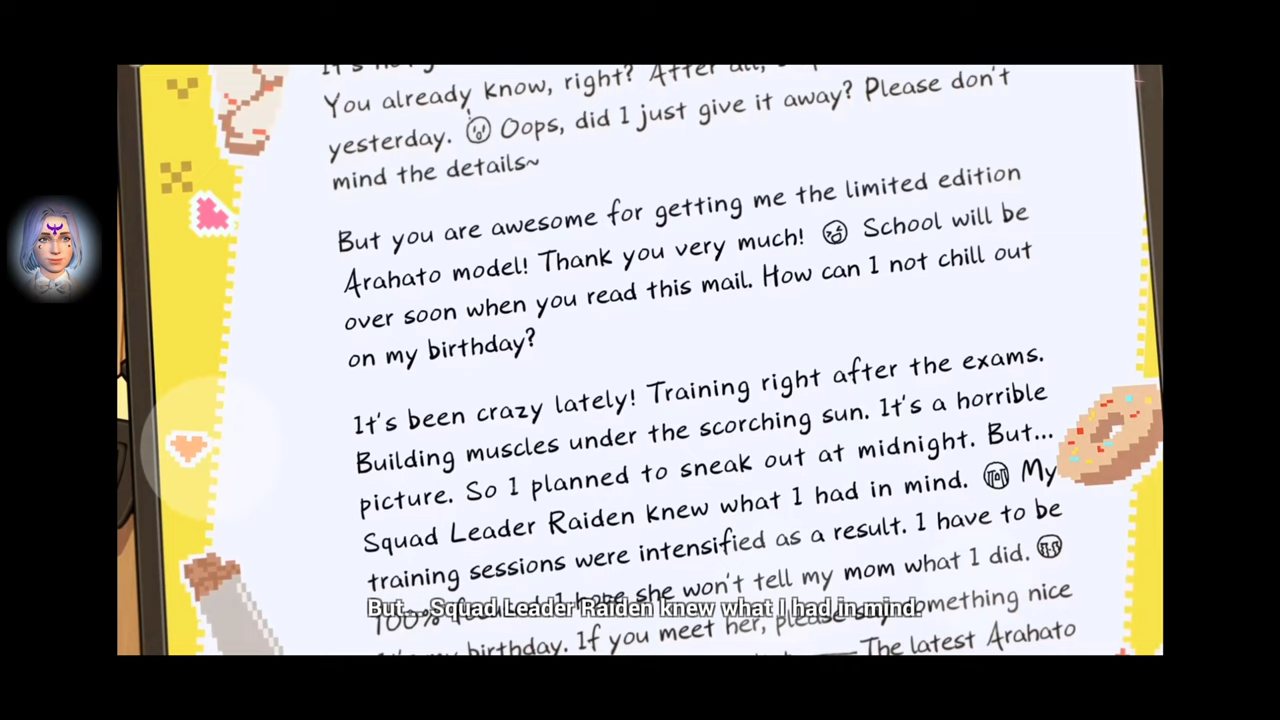 You already know, right? After all,
yesterday. Oops, did I just give it away? Please don't
mind the details~
But you are awesome for getting me the limited edition
Arahato model! Thank you very much! School will be
over soon when you read this mail. How can I not chill out
on my birthday?
It's been crazy lately! Training right after the exams.
Building muscles under the scorching sun. It's a horrible
picture. So I planned to sneak out at midnight. But...
Squad Leader Raiden knew what I had in mind. My
training sessions were intensified as a result. I have to be
100% I hope she won't tell my mom what I did.
But... Squad Leader Raiden knew what I had in mind.
my birthday. If you meet her, please say something nice
The latest Arahato